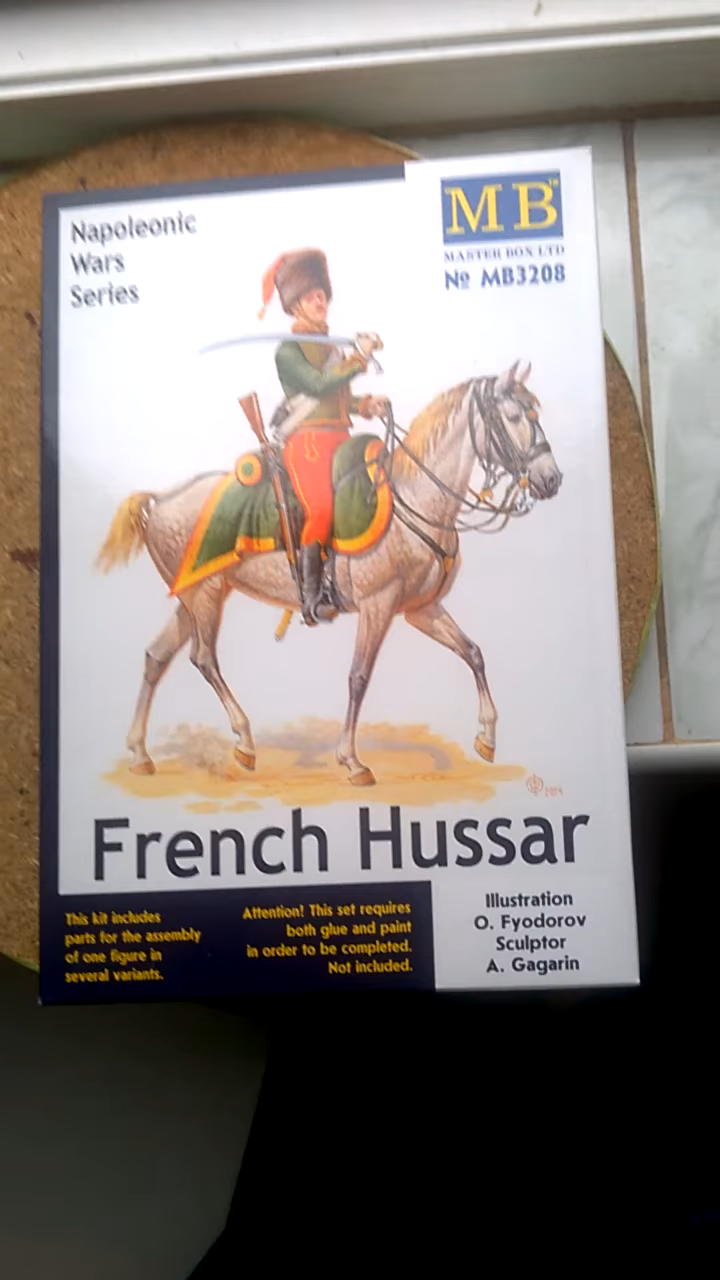 Napoleonic
Wars
Series
MB™
MASTER BOX LTD
№ MB3208
French Hussar
This kit includes
parts for the assembly
of one figure in
several variants.
Attention! This set requires
both glue and paint
in order to be completed.
Not included.
Illustration
O. Fyodorov
Sculptor
A. Gagarin